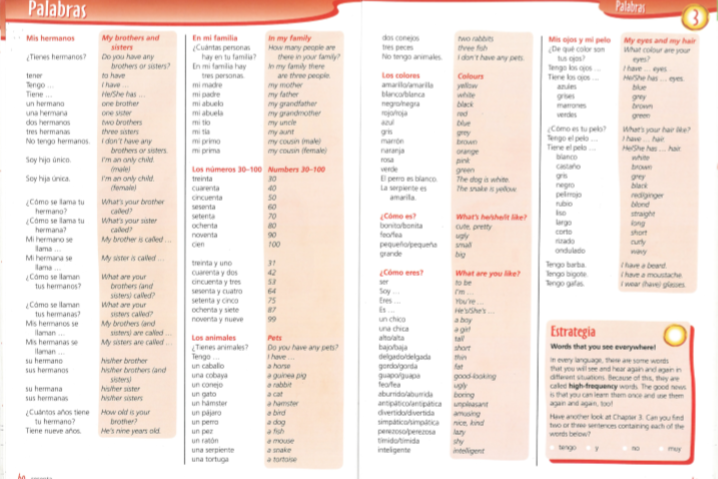 Palabras
Palabras
3
Mis hermanos My brothers and
sisters
¿Tienes hermanos? Do you have any
brothers or sisters?
tener to have
Tengo ... I have ...
Tiene ... He/She has ...
un hermano one brother
una hermana one sister
dos hermanos two brothers
tres hermanas three sisters
No tengo hermanos. I don't have any
brothers or sisters.
Soy hijo único. I'm an only child.
(male)
Soy hija única. I'm an only child.
(female)
¿Cómo se llama tu What's your brother
hermano? called?
¿Cómo se llama tu What's your sister
hermana? called?
Mi hermano se My brother is called ...
llama ...
Mi hermana se My sister is called ...
llama ...
¿Cómo se llaman What are your
tus hermanos? brothers (and
sisters) called?
¿Cómo se llaman What are your
tus hermanas? sisters called?
Mis hermanos se My brothers (and
llaman ... sisters) are called ...
Mis hermanas se My sisters are called ...
llaman ...
su hermano his/her brother
sus hermanos his/her brothers (and
sisters)
su hermana his/her sister
sus hermanas his/her sisters
¿Cuántos años tiene How old is your
tu hermano? brother?
Tiene nueve años. He's nine years old.
En mi familia In my family
¿Cuántas personas How many people are
hay en tu familia? there in your family?
En mi familia hay In my family there
tres personas. are three people.
mi madre my mother
mi padre my father
mi abuelo my grandfather
mi abuela my grandmother
mi tío my uncle
mi tía my aunt
mi primo my cousin (male)
mi prima my cousin (female)
Los números 30–100 Numbers 30–100
treinta 30
cuarenta 40
cincuenta 50
sesenta 60
setenta 70
ochenta 80
noventa 90
cien 100
treinta y uno 31
cuarenta y dos 42
cincuenta y tres 53
sesenta y cuatro 64
setenta y cinco 75
ochenta y siete 87
noventa y nueve 99
Los animales Pets
¿Tienes animales? Do you have any pets?
Tengo ... I have ...
un caballo a horse
una cobaya a guinea pig
un conejo a rabbit
un gato a cat
un hámster a hamster
un pájaro a bird
un perro a dog
un pez a fish
un ratón a mouse
una serpiente a snake
una tortuga a tortoise
dos conejos two rabbits
tres peces three fish
No tengo animales. I don't have any pets.
Los colores Colours
amarillo/amarilla yellow
blanco/blanca white
negro/negra black
rojo/roja red
azul blue
gris grey
marrón brown
naranja orange
rosa pink
verde green
El perro es blanco. The dog is white.
La serpiente es The snake is yellow.
amarilla.
¿Cómo es? What's he/she/it like?
bonito/bonita cute, pretty
feo/fea ugly
pequeño/pequeña small
grande big
¿Cómo eres? What are you like?
ser to be
Soy ... I'm ...
Eres ... You're ...
Es ... He's/She's ...
un chico a boy
una chica a girl
alto/alta tall
bajo/baja short
delgado/delgada thin
gordo/gorda fat
guapo/guapa good-looking
feo/fea ugly
aburrido/aburrida boring
antipático/antipática unpleasant
divertido/divertida amusing
simpático/simpática nice, kind
perezoso/perezosa lazy
tímido/tímida shy
inteligente intelligent
Mis ojos y mi pelo My eyes and my hair
¿De qué color son What colour are your
tus ojos? eyes?
Tengo los ojos ... I have ... eyes.
Tiene los ojos ... He/She has ... eyes.
azules blue
grises grey
marrones brown
verdes green
¿Cómo es tu pelo? What's your hair like?
Tengo el pelo ... I have ... hair.
Tiene el pelo ... He/She has ... hair.
blanco white
castaño brown
gris grey
negro black
pelirrojo red/ginger
rubio blond
liso straight
largo long
corto short
rizado curly
ondulado wavy
Tengo barba. I have a beard.
Tengo bigote. I have a moustache.
Tengo gafas. I wear (have) glasses.
Estrategia
Words that you see everywhere!
In every language, there are some words
that you will see and hear again and again in
different situations. Because of this, they are
called high-frequency words. The good news
is that you can learn them once and use them
again and again, too!
Have another look at Chapter 3. Can you find
two or three sentences containing each of the
words below?
tengo y no muy